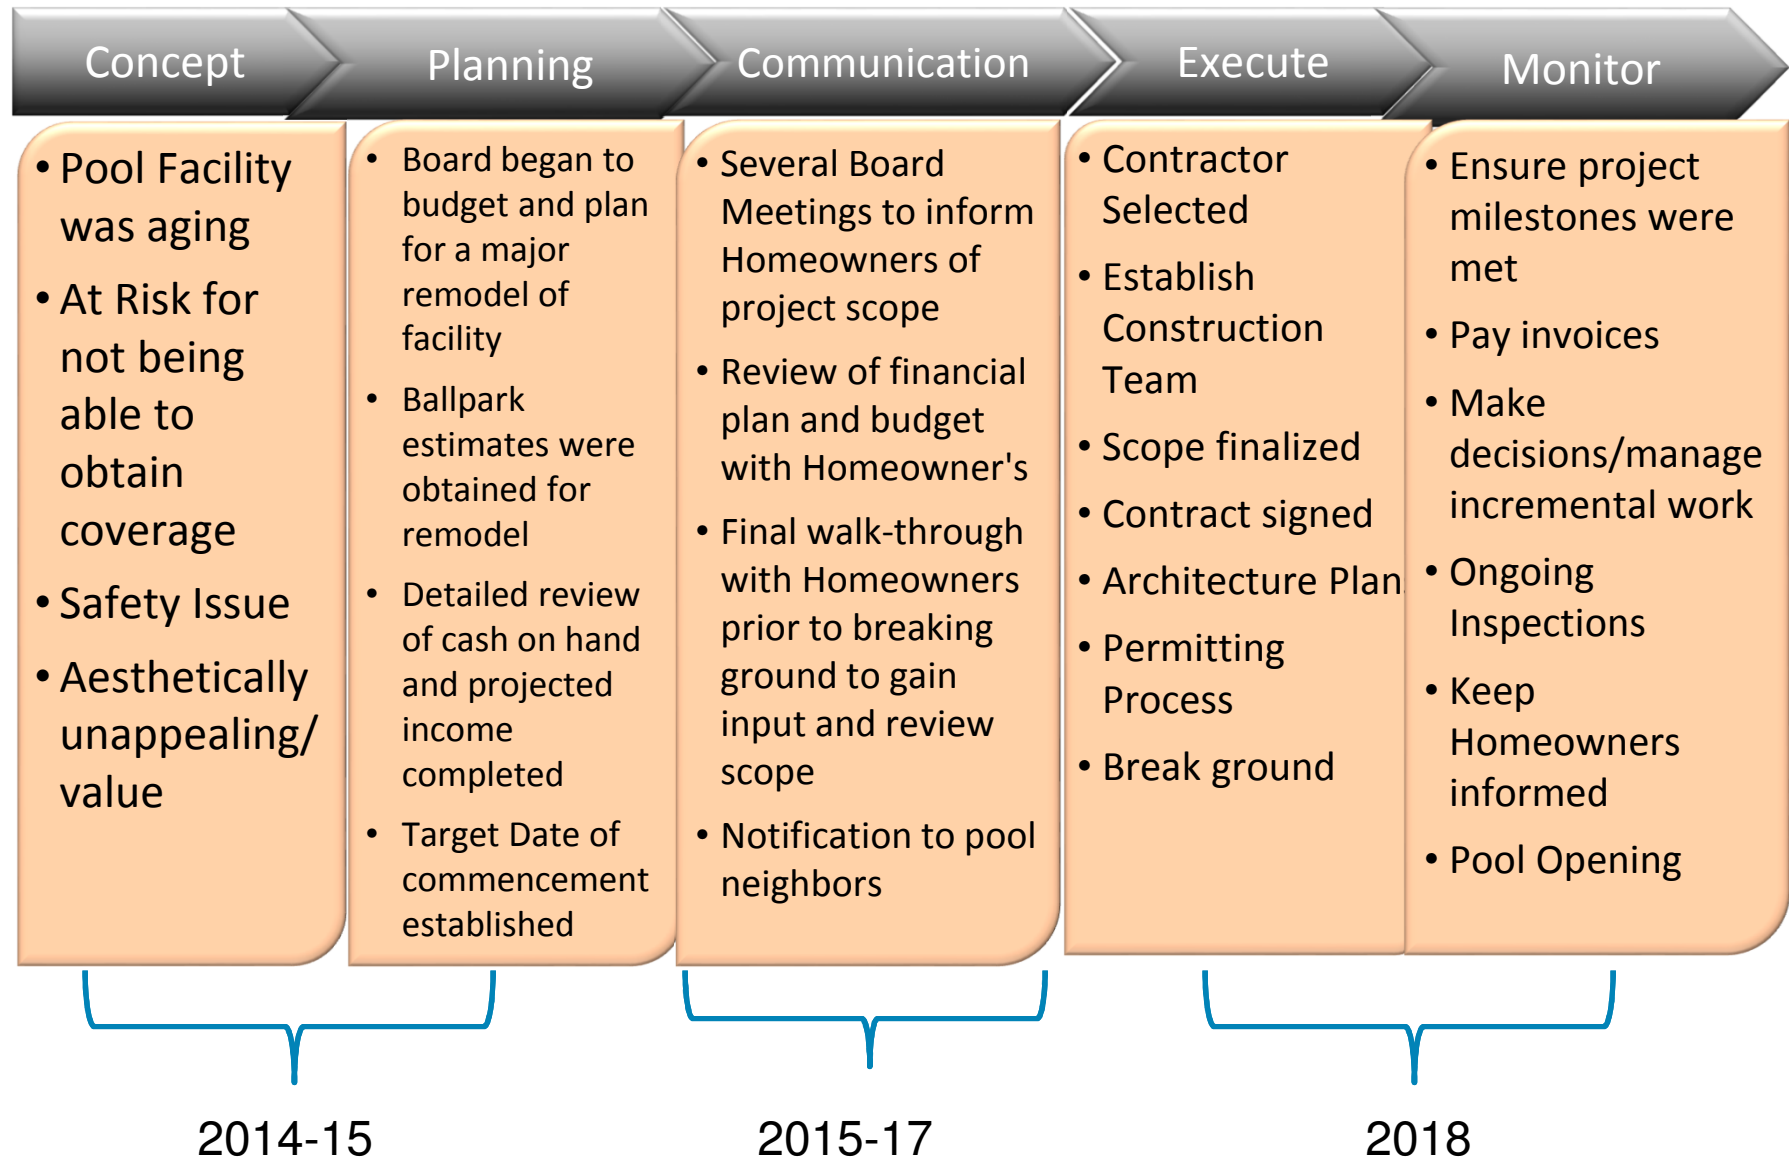 Concept
Planning
Communication
Execute
Monitor
• Pool Facility
was aging
• At Risk for
not being
able to
obtain
coverage
• Safety Issue
• Aesthetically
unappealing/
value
• Board began to
budget and plan
for a major
remodel of
facility
• Ballpark
estimates were
obtained for
remodel
• Detailed review
of cash on hand
and projected
income
completed
• Target Date of
commencement
established
• Several Board
Meetings to inform
Homeowners of
project scope
• Review of financial
plan and budget
with Homeowner's
• Final walk-through
with Homeowners
prior to breaking
ground to gain
input and review
scope
• Notification to pool
neighbors
• Contractor
Selected
• Establish
Construction
Team
• Scope finalized
• Contract signed
• Architecture Plans
• Permitting
Process
• Break ground
• Ensure project
milestones were
met
• Pay invoices
• Make
decisions/manage
incremental work
• Ongoing
Inspections
• Keep
Homeowners
informed
• Pool Opening
2014-15
2015-17
2018